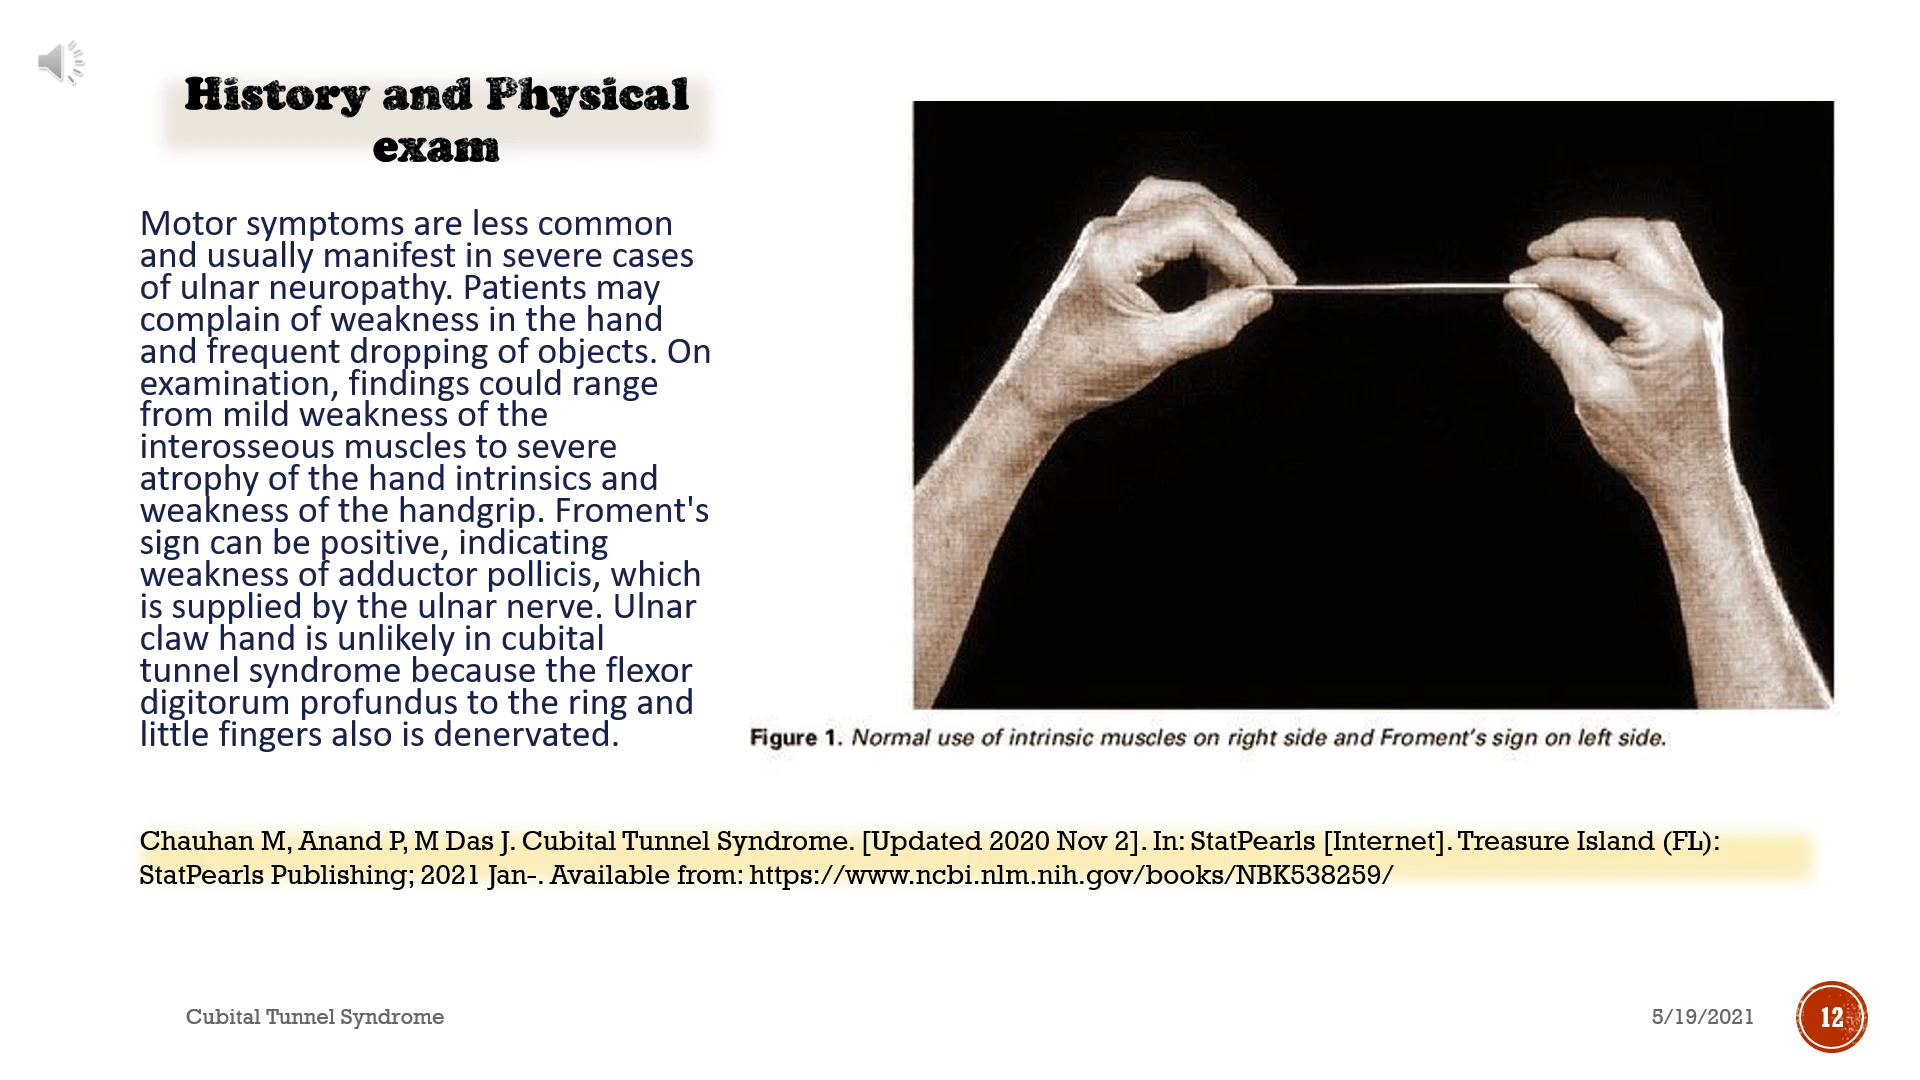 History and Physical
exam
Motor symptoms are less common
and usually manifest in severe cases
of ulnar neuropathy. Patients may
complain of weakness in the hand
and frequent dropping of objects. On
examination, findings could range
from mild weakness of the
interosseous muscles to severe
atrophy of the hand intrinsics and
weakness of the handgrip. Froment's
sign can be positive, indicating
weakness of adductor pollicis, which
is supplied by the ulnar nerve. Ulnar
claw hand is unlikely in cubital
tunnel syndrome because the flexor
digitorum profundus to the ring and
little fingers also is denervated.
Figure 1. Normal use of intrinsic muscles on right side and Froment's sign on left side.
Chauhan M, Anand P, M Das J. Cubital Tunnel Syndrome. [Updated 2020 Nov 2]. In: StatPearls [Internet]. Treasure Island (FL):
StatPearls Publishing; 2021 Jan-. Available from: https://www.ncbi.nlm.nih.gov/books/NBK538259/
Cubital Tunnel Syndrome
5/19/2021
12